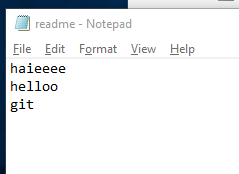 readme - Notepad
File Edit Format View Help
haieeee
helloo
git